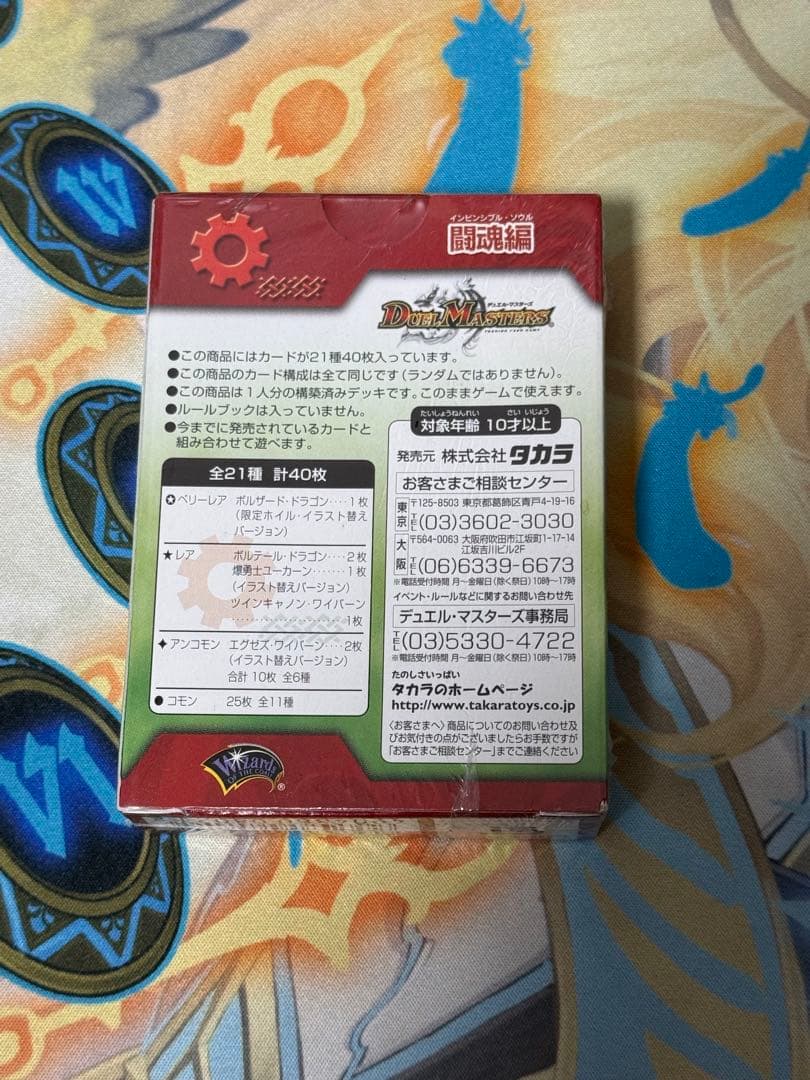 インビンシブル・ソウル
闘魂編
デュエル・マスターズ
DUEL MASTERS
TRADING CARD GAME
●この商品にはカードが21種40枚入っています。
●この商品のカード構成は全て同じです(ランダムではありません)。
●この商品は1人分の構築済みデッキです。このままゲームで使えます。
●ルールブックは入っていません。
●今までに発売されているカードと
組み合わせて遊べます。
全21種 計40枚
✪ベリーレア ボルザード・ドラゴン‥‥1枚
(限定ホイル・イラスト替え
バージョン)
★レア ボルテール・ドラゴン‥‥2枚
爆勇士ユーカーン‥‥‥‥1枚
(イラスト替えバージョン)
ツインキャノン・ワイバーン
‥‥‥‥‥‥‥‥‥‥1枚
✦アンコモン エグゼズ・ワイバーン‥‥2枚
(イラスト替えバージョン)
合計 10枚 全6種
●コモン 25枚 全11種
たいしょうねんれい さい いじょう
対象年齢 10才以上
発売元 株式会社 タカラ
お客さまご相談センター
東京 〒125-8503 東京都葛飾区青戸4-19-16
TEL(03)3602-3030
大阪 〒564-0063 大阪府吹田市江坂町1-17-14
江坂吉川ビル2F
TEL(06)6339-6673
※電話受付時間 月〜金曜日(除く祭日)10時〜17時
イベント・ルールなどに関するお問い合わせ先
デュエル・マスターズ事務局
TEL(03)5330-4722
※電話受付時間 月〜金曜日(除く祭日)10時〜17時
たのしさいっぱい
タカラのホームページ
http://www.takaratoys.co.jp
〈お客さまへ〉商品についてのお問い合わせ及
びお気付きの点がございましたらお手数ですが
「お客さまご相談センター」までご連絡ください
Wizards
OF THE COAST
®